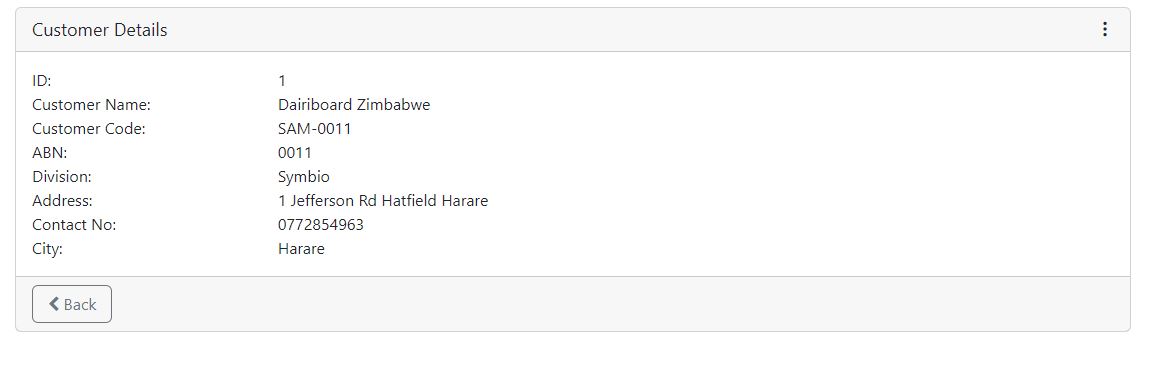 Customer Details
ID: 1
Customer Name: Dairiboard Zimbabwe
Customer Code: SAM-0011
ABN: 0011
Division: Symbio
Address: 1 Jefferson Rd Hatfield Harare
Contact No: 0772854963
City: Harare
Back